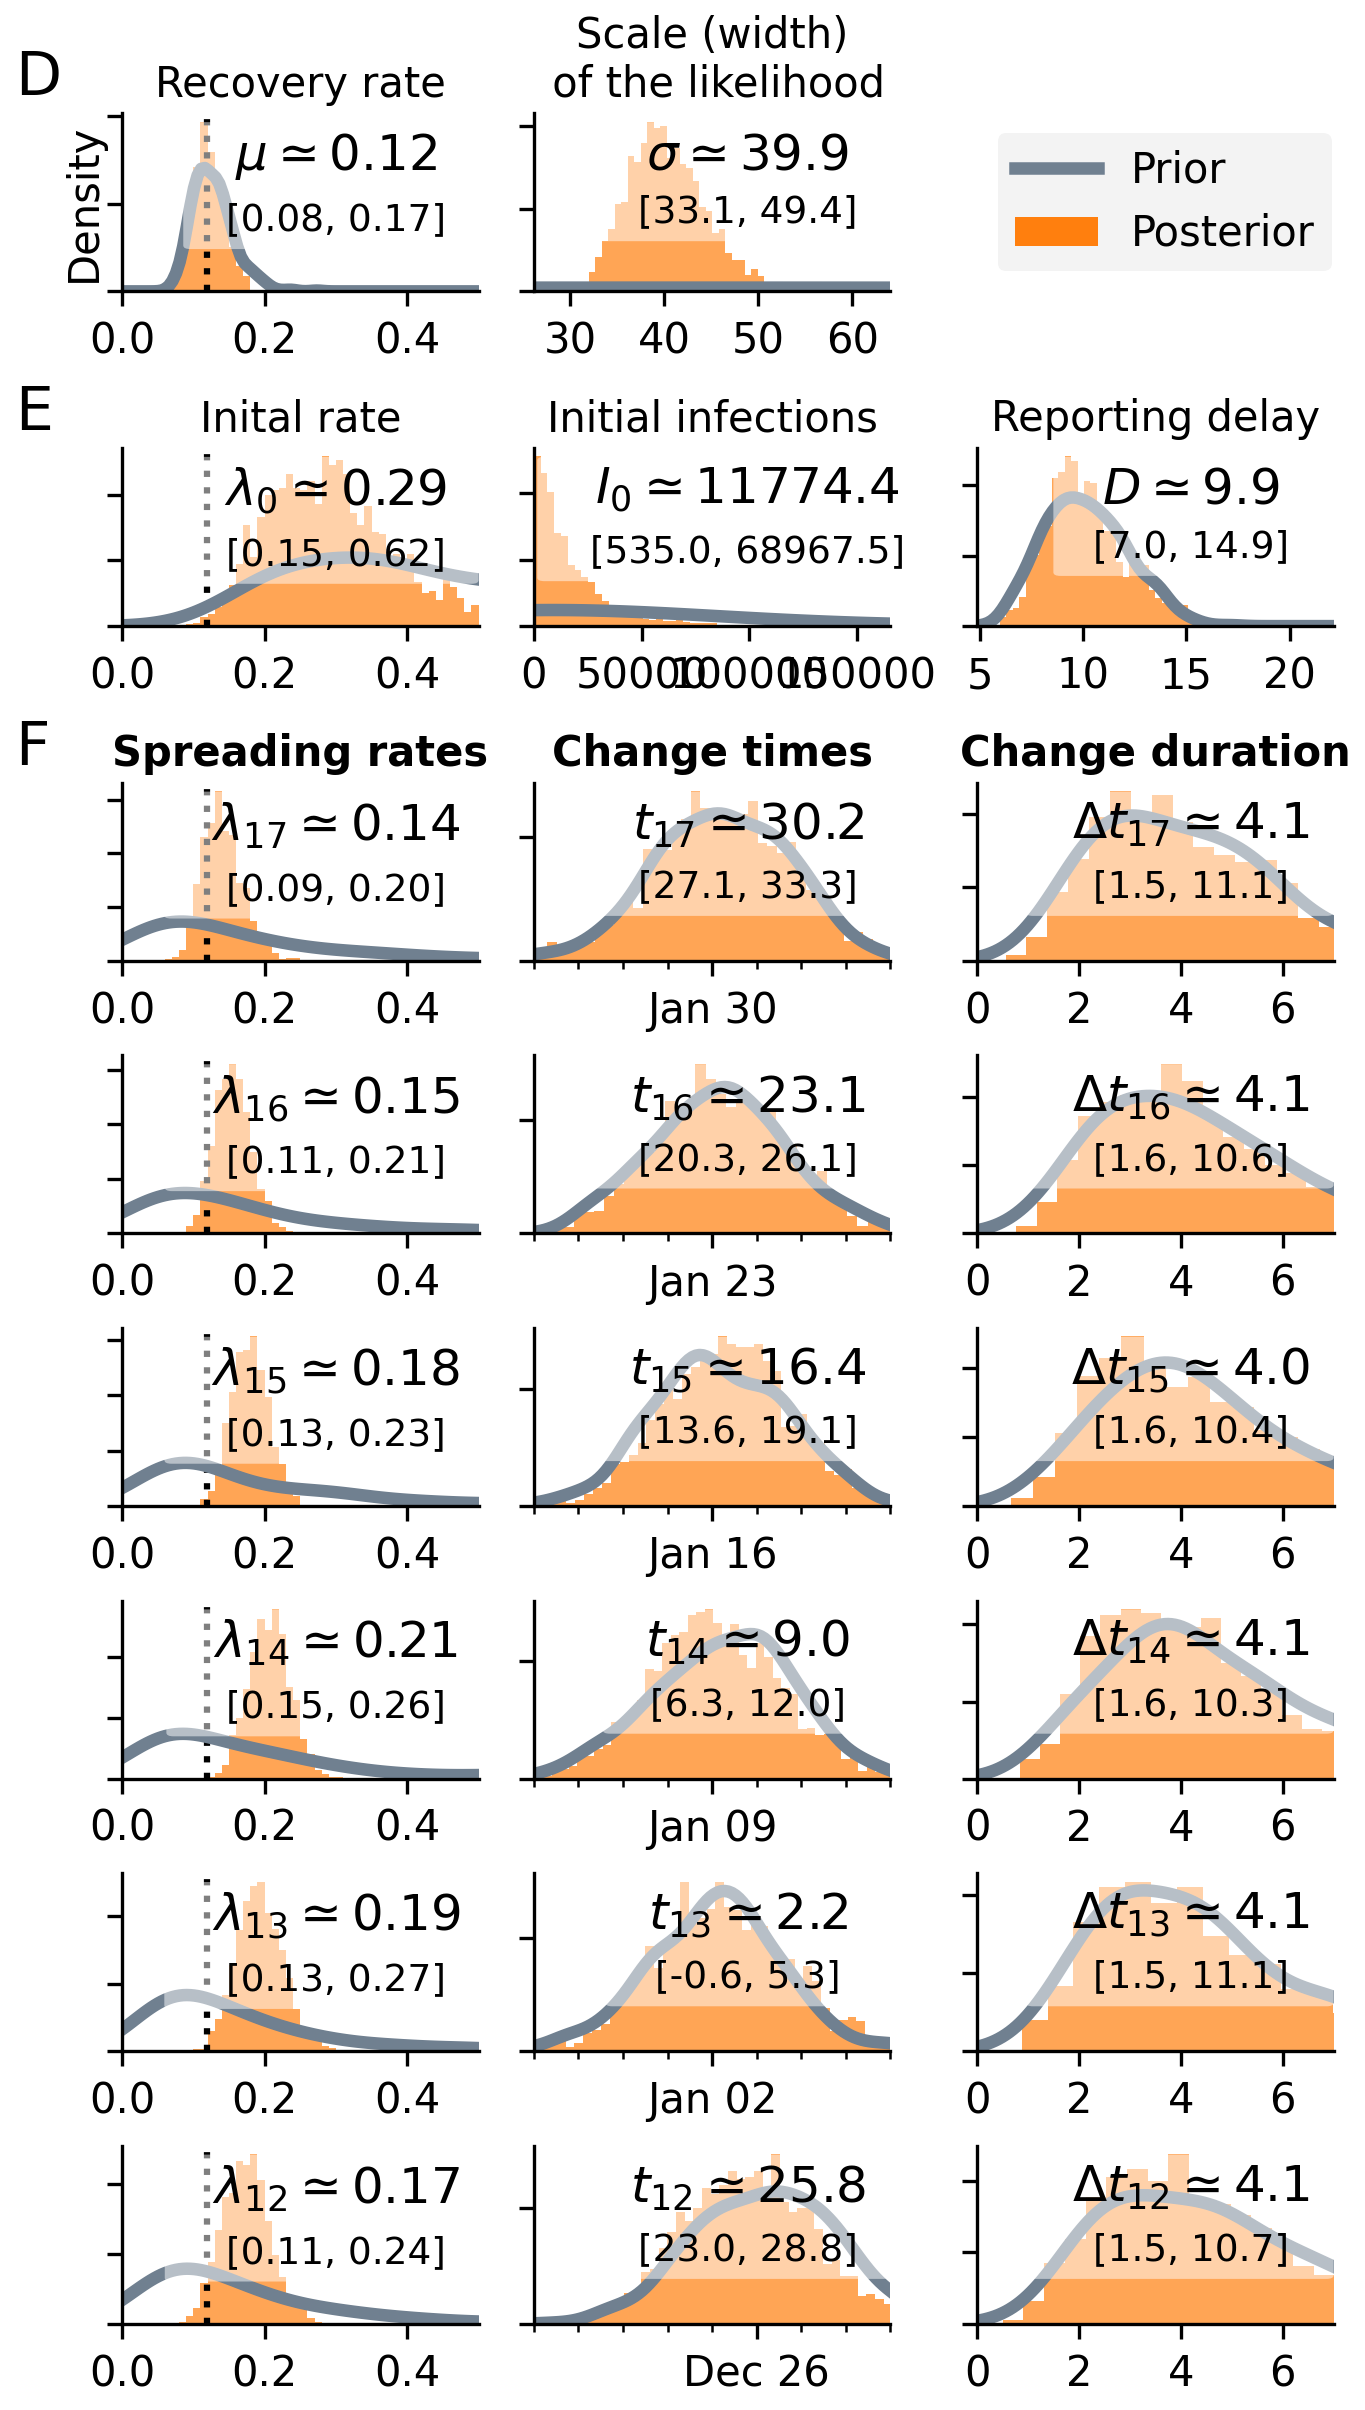 D
Recovery rate
Scale (width)
of the likelihood
Density
μ ≃ 0.12
[0.08, 0.17]
σ ≃ 39.9
[33.1, 49.4]
Prior
Posterior
0.0 0.2 0.4
30 40 50 60
E
Inital rate
Initial infections
Reporting delay
λ0 ≃ 0.29
[0.15, 0.62]
I0 ≃ 11774.4
[535.0, 68967.5]
D ≃ 9.9
[7.0, 14.9]
0.0 0.2 0.4
0 50000 100000 150000
5 10 15 20
F
Spreading rates
Change times
Change duration
λ17 ≃ 0.14
[0.09, 0.20]
t17 ≃ 30.2
[27.1, 33.3]
Δt17 ≃ 4.1
[1.5, 11.1]
0.0 0.2 0.4
Jan 30
0 2 4 6
λ16 ≃ 0.15
[0.11, 0.21]
t16 ≃ 23.1
[20.3, 26.1]
Δt16 ≃ 4.1
[1.6, 10.6]
0.0 0.2 0.4
Jan 23
0 2 4 6
λ15 ≃ 0.18
[0.13, 0.23]
t15 ≃ 16.4
[13.6, 19.1]
Δt15 ≃ 4.0
[1.6, 10.4]
0.0 0.2 0.4
Jan 16
0 2 4 6
λ14 ≃ 0.21
[0.15, 0.26]
t14 ≃ 9.0
[6.3, 12.0]
Δt14 ≃ 4.1
[1.6, 10.3]
0.0 0.2 0.4
Jan 09
0 2 4 6
λ13 ≃ 0.19
[0.13, 0.27]
t13 ≃ 2.2
[-0.6, 5.3]
Δt13 ≃ 4.1
[1.5, 11.1]
0.0 0.2 0.4
Jan 02
0 2 4 6
λ12 ≃ 0.17
[0.11, 0.24]
t12 ≃ 25.8
[23.0, 28.8]
Δt12 ≃ 4.1
[1.5, 10.7]
0.0 0.2 0.4
Dec 26
0 2 4 6